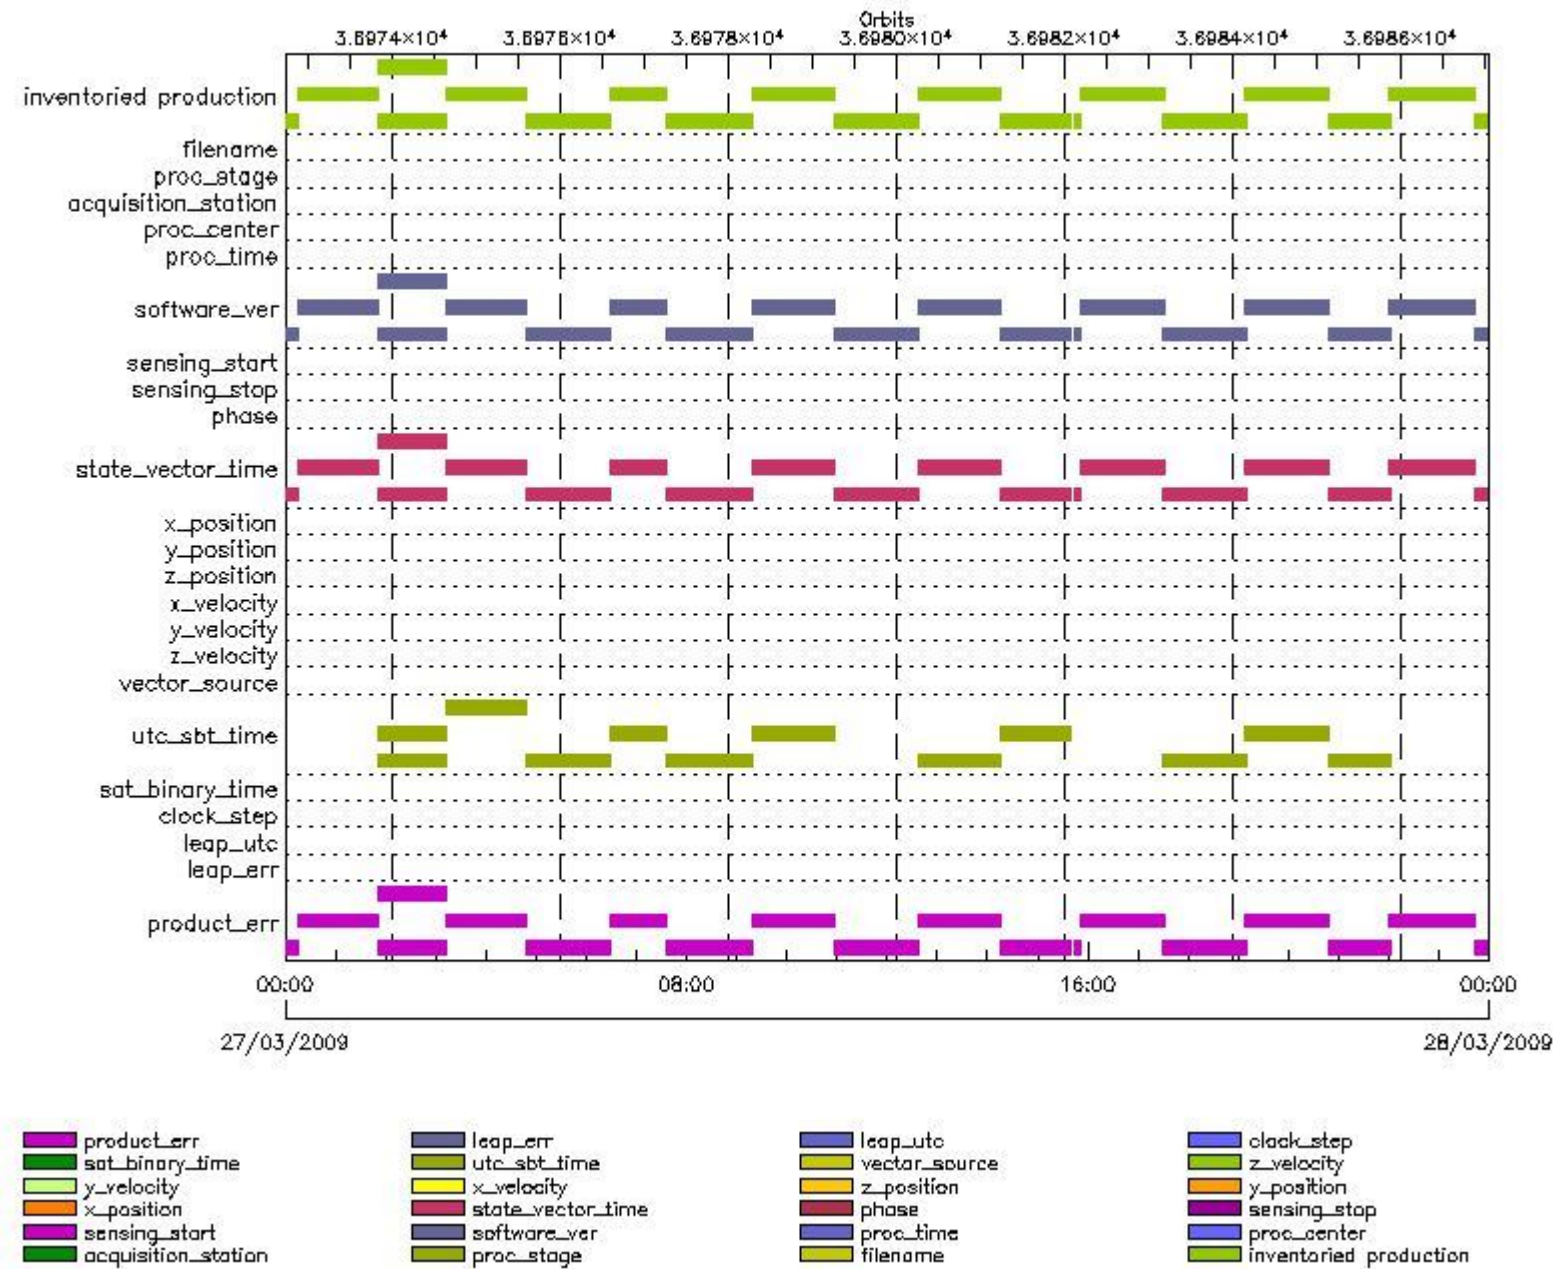 Orbits
3.6974×10⁴ 3.6976×10⁴ 3.6978×10⁴ 3.6980×10⁴ 3.6982×10⁴ 3.6984×10⁴ 3.6986×10⁴
inventoried production
filename
proc_stage
acquisition_station
proc_center
proc_time
software_ver
sensing_start
sensing_stop
phase
state_vector_time
x_position
y_position
z_position
x_velocity
y_velocity
z_velocity
vector_source
utc_sbt_time
sat_binary_time
clock_step
leap_utc
leap_err
product_err
00:00 08:00 16:00 00:00
27/03/2009 28/03/2009
product_err leap_err leap_utc clock_step
sat_binary_time utc_sbt_time vector_source z_velocity
y_velocity x_velocity z_position y_position
x_position state_vector_time phase sensing_stop
sensing_start software_ver proc_time proc_center
acquisition_station proc_stage filename inventoried production